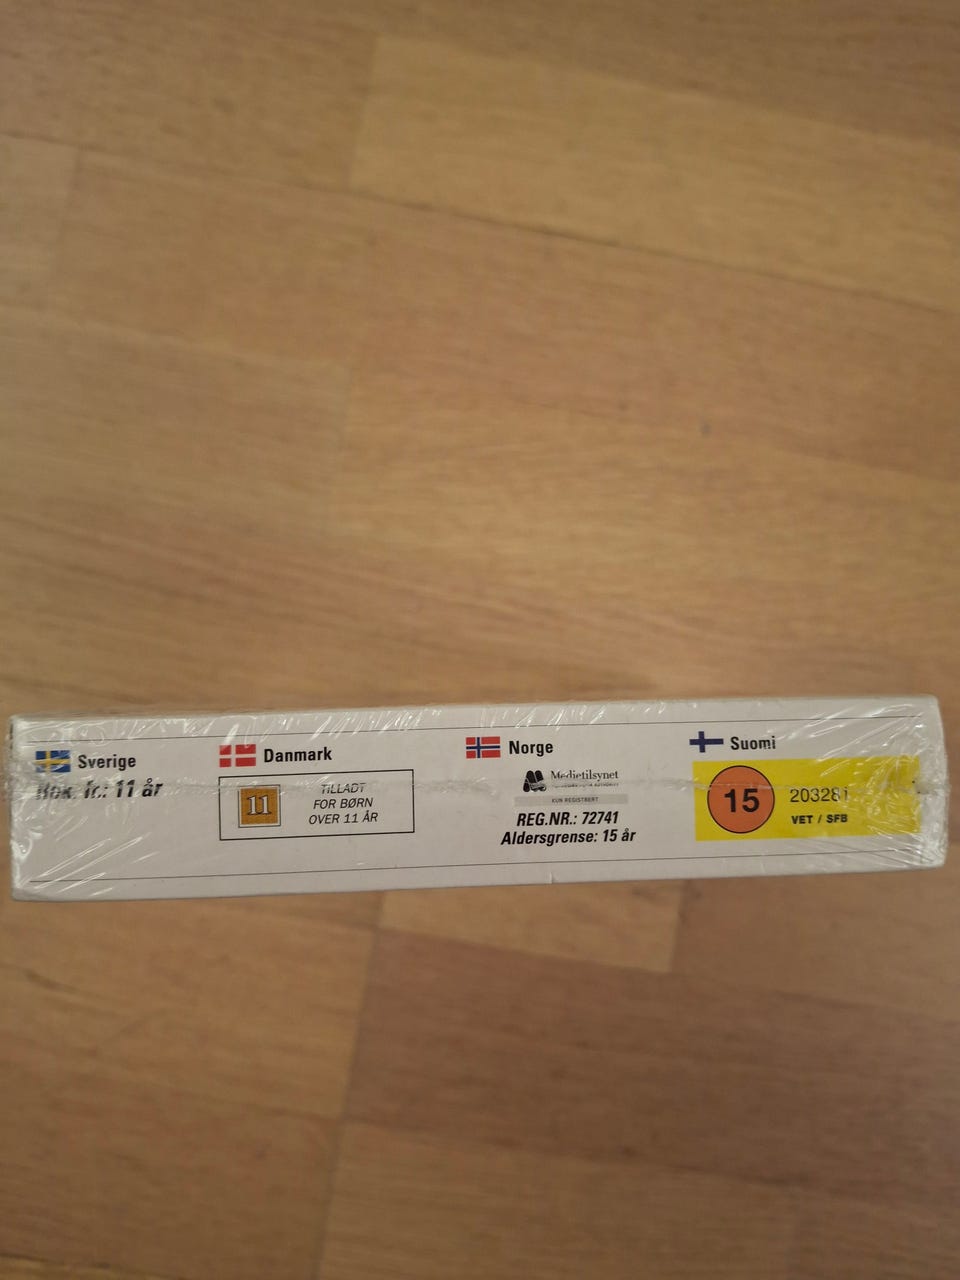 Sverige
Rek. fr.: 11 år
Danmark
11
TILLADT
FOR BØRN
OVER 11 ÅR
Norge
Medietilsynet
KUN REGISTRERT
REG.NR.: 72741
Aldersgrense: 15 år
Suomi
15
203281
VET / SFB